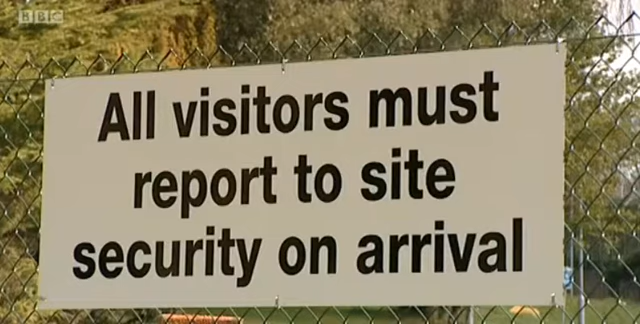 BBC
All visitors must
report to site
security on arrival